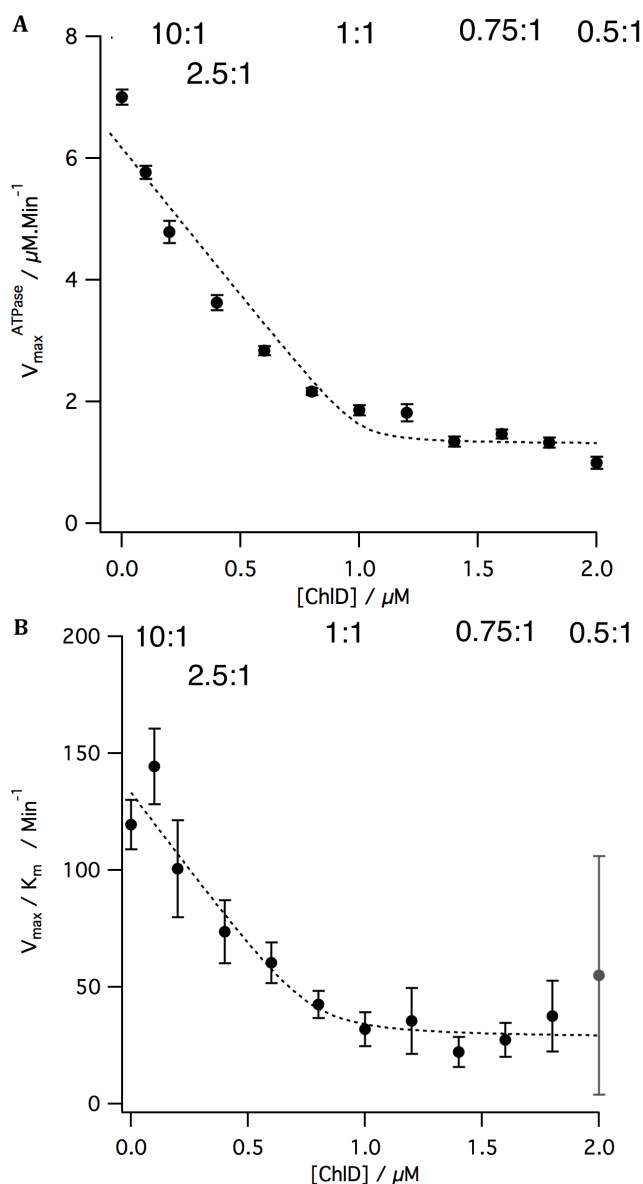 A
10:1 1:1 0.75:1 0.5:1
2.5:1
8
6
4
2
0
V_max^ATPase / µM.Min^-1
0.0 0.5 1.0 1.5 2.0
[ChlD] / µM
B
10:1 1:1 0.75:1 0.5:1
2.5:1
200
150
100
50
0
V_max / K_m / Min^-1
0.0 0.5 1.0 1.5 2.0
[ChlD] / µM